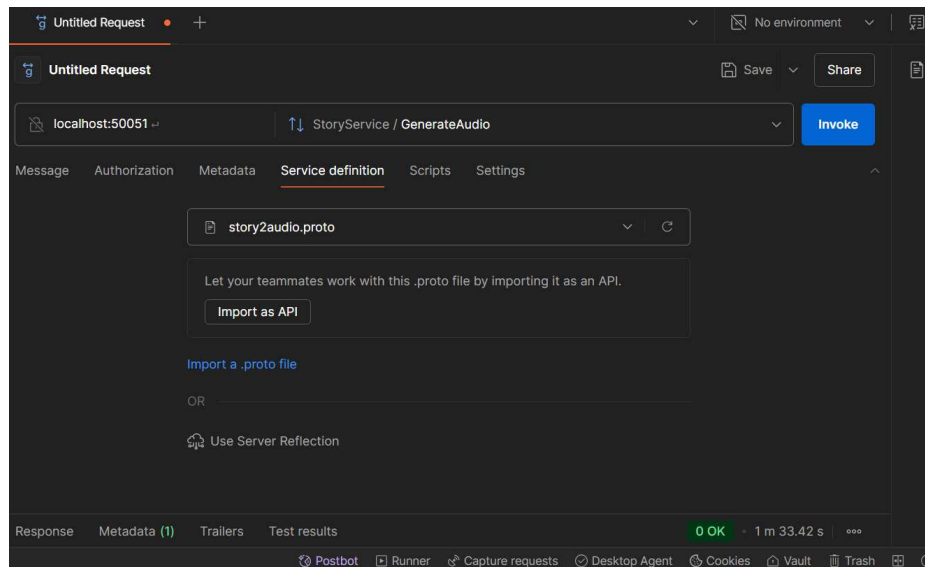 Untitled Request
No environment
Untitled Request
Save
Share
localhost:50051
StoryService / GenerateAudio
Invoke
Message Authorization Metadata Service definition Scripts Settings
story2audio.proto
Let your teammates work with this .proto file by importing it as an API.
Import as API
Import a .proto file
OR
Use Server Reflection
Response Metadata (1) Trailers Test results 0 OK 1 m 33.42 s
Postbot Runner Capture requests Desktop Agent Cookies Vault Trash